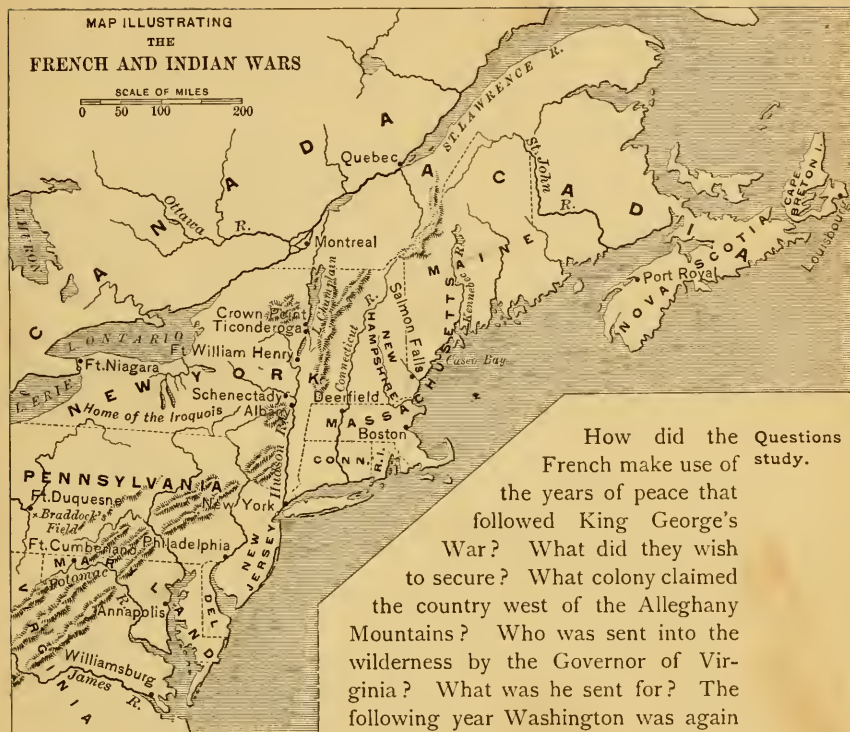 MAP ILLUSTRATING
THE
FRENCH AND INDIAN WARS
SCALE OF MILES
0 50 100 200
CANADA
ACADIA
ST. LAWRENCE R.
Quebec
St. John
R.
Ottawa
R.
Montreal
L. HURON
CAPE
BRETON I.
Louisbourg
NOVA SCOTIA
Port Royal
MAINE
Kennebec R.
Casco Bay
Salmon Falls
L. Champlain
Crown Point
Ticonderoga
Ft. William Henry
L. ONTARIO
Ft. Niagara
L. ERIE
NEW YORK
Home of the Iroquois
Schenectady
Albany
Hudson R.
Connecticut R.
NEW
HAMPSHIRE
Deerfield
MASSACHUSETTS
MASS
Boston
CONN.
R.I.
PENNSYLVANIA
Ft. Duquesne
Braddock's
Field
New York
Ft. Cumberland
Philadelphia
NEW
JERSEY
MARYLAND
Potomac
R.
DEL
Annapolis
VIRGINIA
Williamsburg
James R.
How did the
French make use of
the years of peace that
followed King George's
War? What did they wish
to secure? What colony claimed
the country west of the Alleghany
Mountains? Who was sent into the
wilderness by the Governor of Vir-
ginia? What was he sent for? The
following year Washington was again
Questions
study.